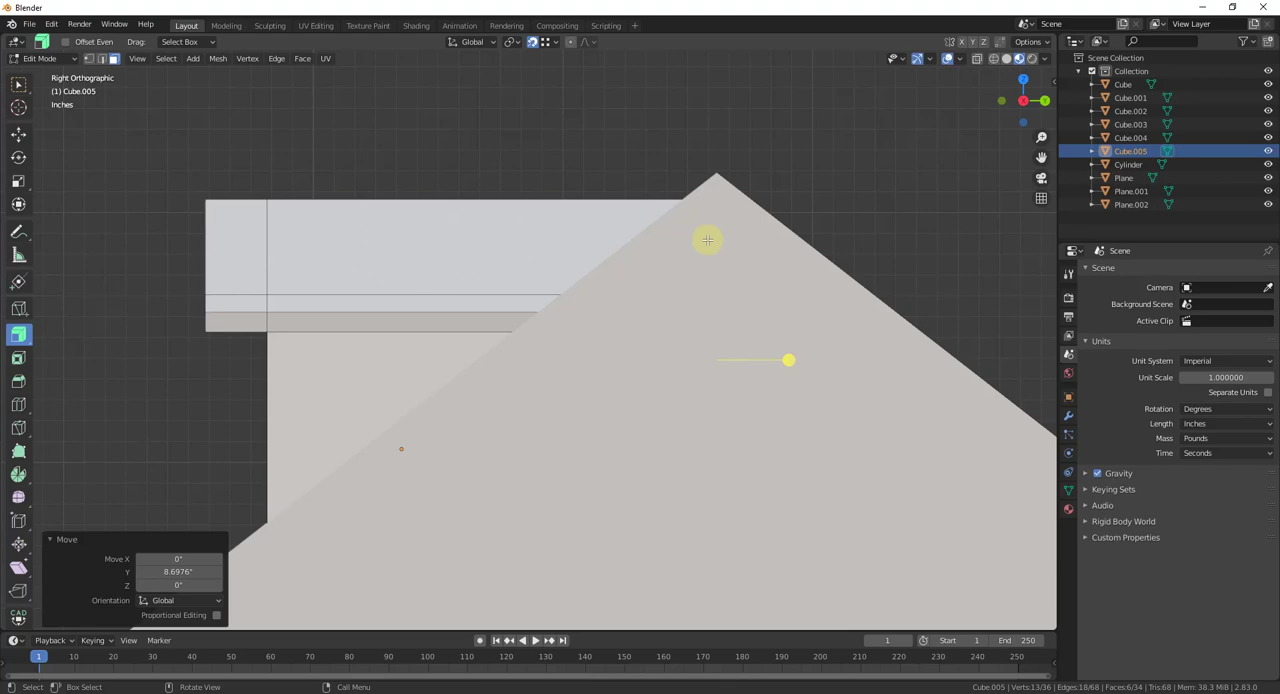 Blender
File Edit Render Window Help
Layout Modeling Sculpting UV Editing Texture Paint Shading Animation Rendering Compositing Scripting +
Scene
View Layer
Offset Even Drag: Select Box
Global
X Y Z Options
Edit Mode View Select Add Mesh Vertex Edge Face UV
Right Orthographic
(1) Cube.005
Inches
Z
X Y
Scene Collection
Collection
Cube
Cube.001
Cube.002
Cube.003
Cube.004
Cube.005
Cylinder
Plane
Plane.001
Plane.002
Scene
Scene
Camera
Background Scene
Active Clip
Units
Unit System Imperial
Unit Scale 1.000000
Separate Units
Rotation Degrees
Length Inches
Mass Pounds
Time Seconds
Gravity
Keying Sets
Audio
Rigid Body World
Custom Properties
CAD
Move
Move X 0"
Y 8.6976"
Z 0"
Orientation Global
Proportional Editing
Playback Keying View Marker
1 Start 1 End 250
1 10 20 30 40 50 60 70 80 90 100 110 120 130 140 150 160 170 180 190 200 210 220 230 240 250
Select Box Select Rotate View Call Menu
Cube.005 | Verts:13/36 | Edges:18/68 | Faces:6/34 | Tris:68 | Mem: 38.3 MiB | 2.83.0